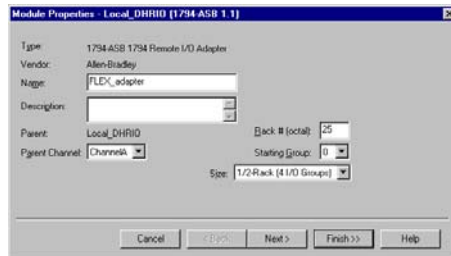 Module Properties - Local_DHRIO (1794-ASB 1.1)
Type: 1794-ASB 1794 Remote I/O Adapter
Vendor: Allen-Bradley
Name: FLEX_adapter
Description:
Parent: Local_DHRIO
Rack # (octal): 25
Parent Channel: ChannelA
Starting Group: 0
Size: 1/2-Rack (4 I/O Groups)
Cancel < Back Next > Finish >> Help